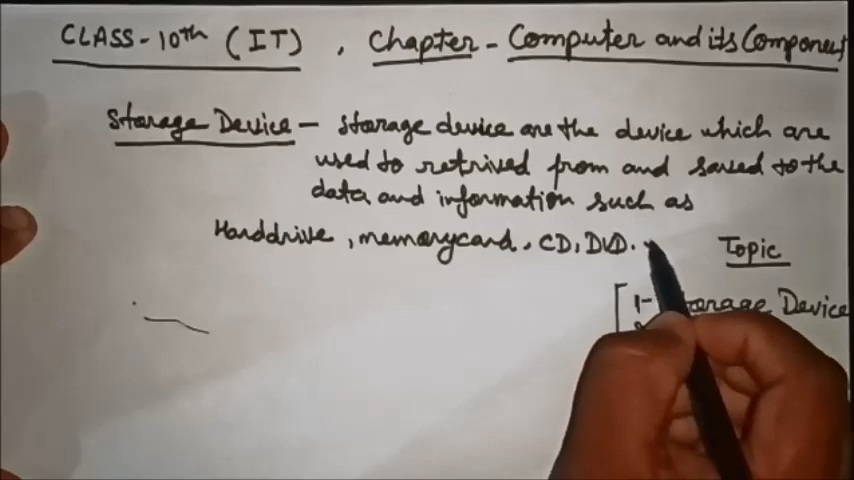 CLASS-10th (IT) , Chapter - Computer and its Component
Storage Device - Storage device are the device which are
used to retrived from and saved to the
data and information such as
Harddrive, memorycard, CD, DVD.
Topic
1- Storage Device